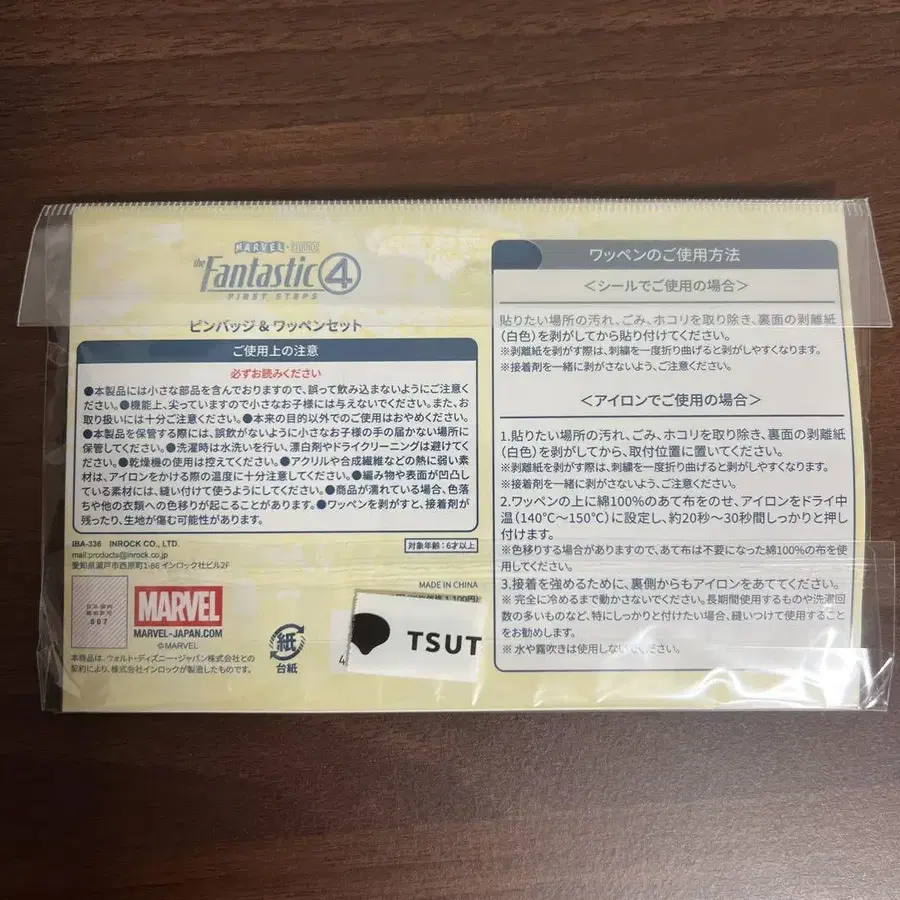 MARVEL STUDIOS
the Fantastic 4
FIRST STEPS
ピンバッジ & ワッペンセット
ご使用上の注意
必ずお読みください
●本製品には小さな部品を含んでおりますので、誤って飲み込まないようにご注意く
ださい。●機能上、尖っていますので小さなお子様には与えないでください。また、お
取り扱いには十分ご注意ください。●本来の目的以外でのご使用はおやめください。
●本製品を保管する際には、誤飲がないように小さなお子様の手の届かない場所に
保管してください。●洗濯時は水洗いを行い、漂白剤やドライクリーニングは避けてく
ださい。●乾燥機の使用は控えてください。●アクリルや合成繊維などの熱に弱い素
材は、アイロンをかける際の温度に十分注意してください。●編み物や表面が凹凸し
ている素材には、縫い付けて使うようにしてください。●商品が濡れている場合、色落
ちや他の衣類への色移りが起こることがあります。●ワッペンを剥がすと、接着剤が
残ったり、生地が傷む可能性があります。
IBA-336 INROCK CO., LTD.
mail:products@inrock.co.jp
愛知県瀬戸市西原町1-86 インロック社ビル2F
対象年齢:6才以上
MADE IN CHINA
1,100円)
日本国内
007
MARVEL
MARVEL-JAPAN.COM
©MARVEL
本商品は、ウォルト・ディズニー・ジャパン株式会社との
契約により、株式会社インロックが製造したものです。
紙
台紙
4
TSUT
ワッペンのご使用方法
<シールでご使用の場合>
貼りたい場所の汚れ、ごみ、ホコリを取り除き、裏面の剥離紙
(白色)を剥がしてから貼り付けてください。
※剥離紙を剥がす際は、刺繍を一度折り曲げると剥がしやすくなります。
※接着剤を一緒に剥がさないよう、ご注意ください。
<アイロンでご使用の場合>
1.貼りたい場所の汚れ、ごみ、ホコリを取り除き、裏面の剥離紙
(白色)を剥がしてから、取付位置に置いてください。
※剥離紙を剥がす際は、刺繍を一度折り曲げると剥がしやすくなります。
※接着剤を一緒に剥がさないよう、ご注意ください。
2.ワッペンの上に綿100%のあて布をのせ、アイロンをドライ中
温(140℃～150℃)に設定し、約20秒～30秒間しっかりと押し
付けます。
※色移りする場合がありますので、あて布は不要になった綿100%の布を使
用してください。
3.接着を強めるために、裏側からもアイロンをあててください。
※ 完全に冷めるまで動かさないでください。長期間使用するものや洗濯回
数の多いものなど、特にしっかりと付けたい場合、縫いつけて使用すること
をお勧めします。
※ 水や霧吹きは使用しないでください。